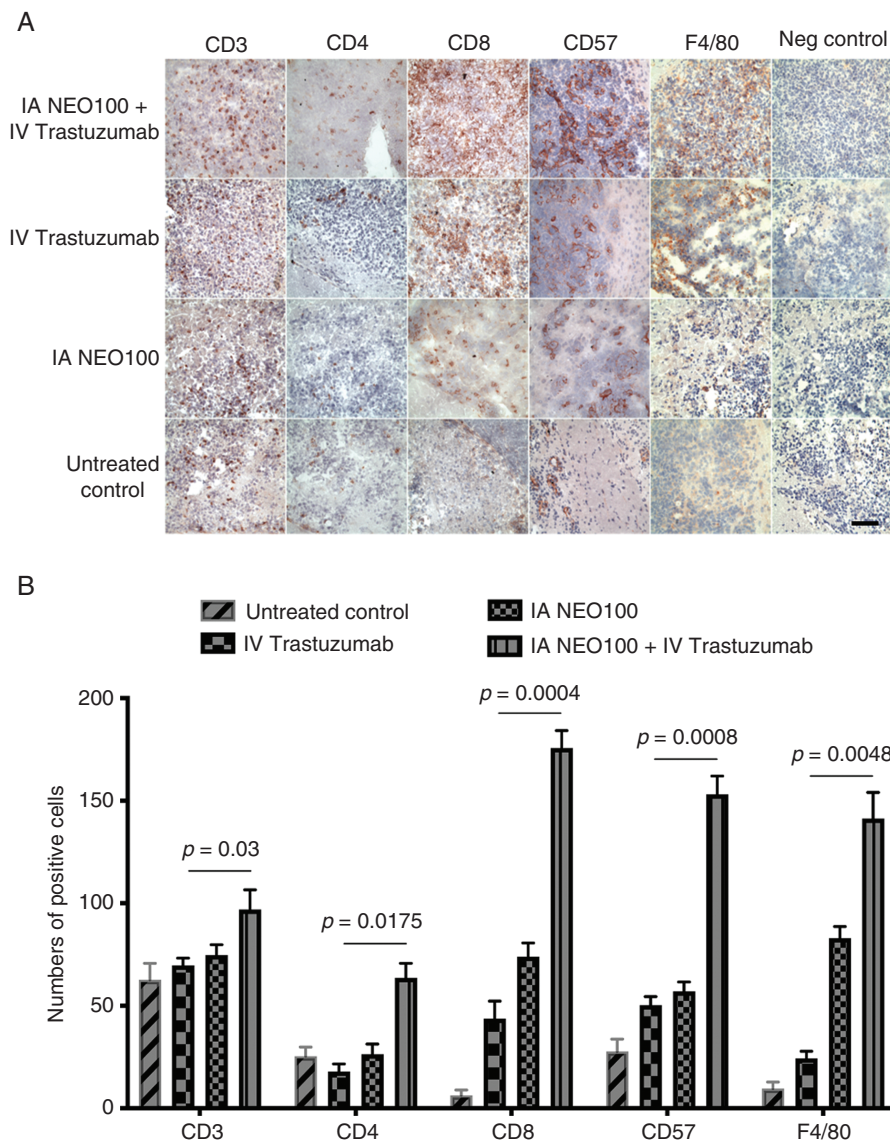 A
CD3 CD4 CD8 CD57 F4/80 Neg control
IA NEO100 +
IV Trastuzumab
IV Trastuzumab
IA NEO100
Untreated
control
B
Untreated control
IA NEO100
IV Trastuzumab
IA NEO100 + IV Trastuzumab
Numbers of positive cells
200
150
100
50
0
p = 0.03
p = 0.0175
p = 0.0004
p = 0.0008
p = 0.0048
CD3 CD4 CD8 CD57 F4/80